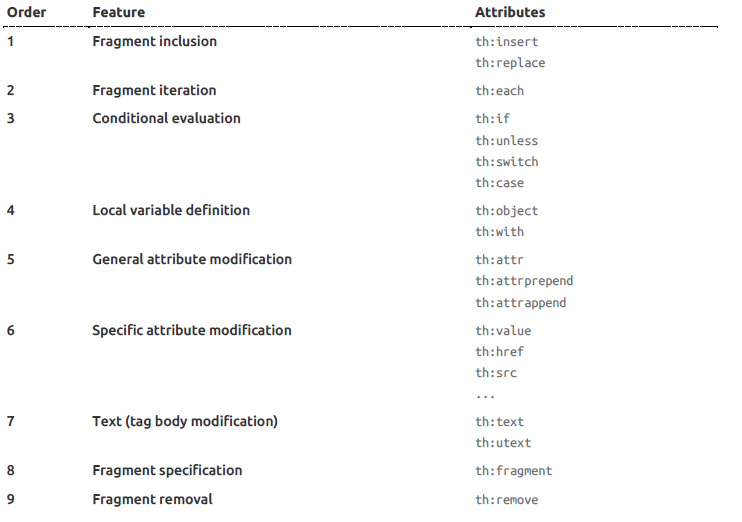 Order Feature Attributes
1 Fragment inclusion th:insert
th:replace
2 Fragment iteration th:each
3 Conditional evaluation th:if
th:unless
th:switch
th:case
4 Local variable definition th:object
th:with
5 General attribute modification th:attr
th:attrprepend
th:attrappend
6 Specific attribute modification th:value
th:href
th:src
...
7 Text (tag body modification) th:text
th:utext
8 Fragment specification th:fragment
9 Fragment removal th:remove